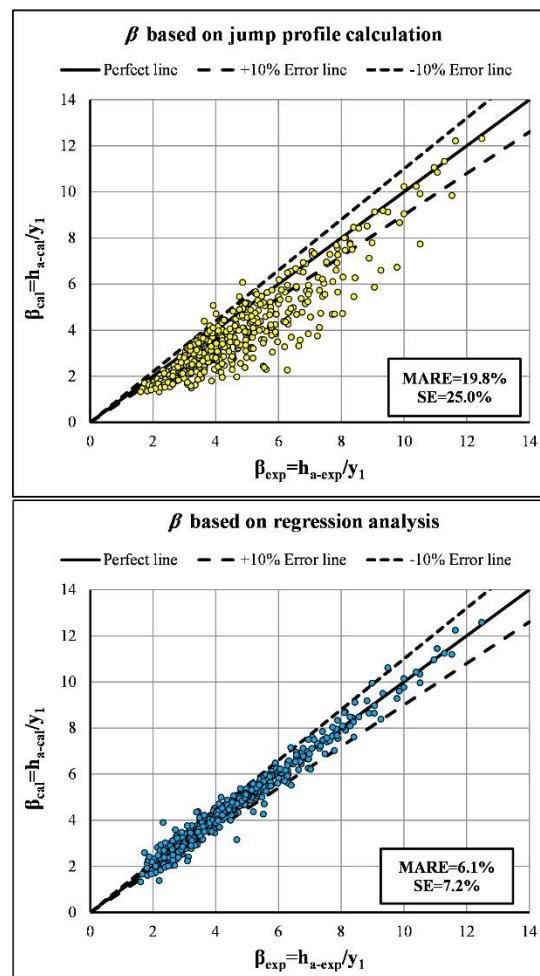 β based on jump profile calculation
Perfect line +10% Error line -10% Error line
14
12
10
8
6
4
2
0
βcal=ha-cal/y1
MARE=19.8%
SE=25.0%
0 2 4 6 8 10 12 14
βexp=ha-exp/y1
β based on regression analysis
Perfect line +10% Error line -10% Error line
14
12
10
8
6
4
2
0
βcal=ha-cal/y1
MARE=6.1%
SE=7.2%
0 2 4 6 8 10 12 14
βexp=ha-exp/y1